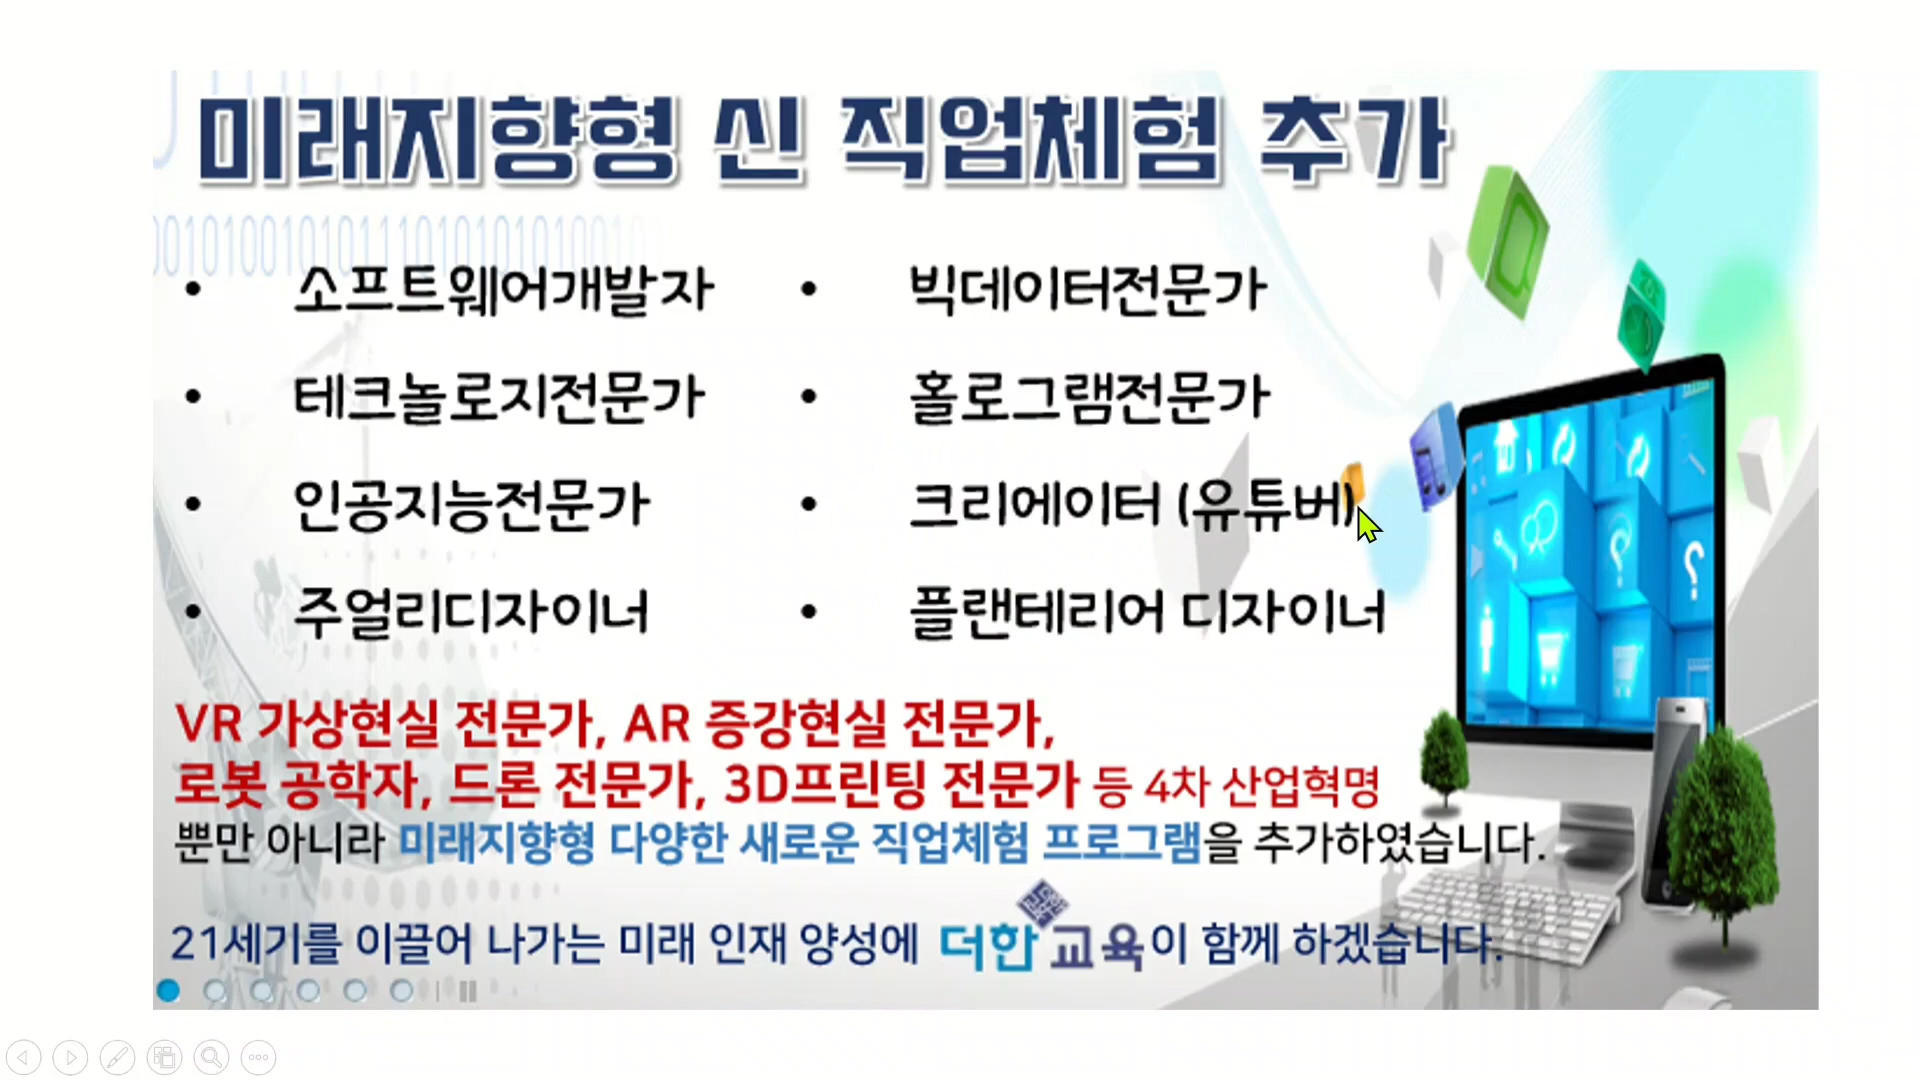 미래지향형 신 직업체험 추가
00101001010111010101010010
• 소프트웨어개발자 • 빅데이터전문가
• 테크놀로지전문가 • 홀로그램전문가
• 인공지능전문가 • 크리에이터 (유튜버)
• 주얼리디자이너 • 플랜테리어 디자이너
VR 가상현실 전문가, AR 증강현실 전문가,
로봇 공학자, 드론 전문가, 3D프린팅 전문가 등 4차 산업혁명
뿐만 아니라 미래지향형 다양한 새로운 직업체험 프로그램을 추가하였습니다.
21세기를 이끌어 나가는 미래 인재 양성에 더한교육이 함께 하겠습니다.